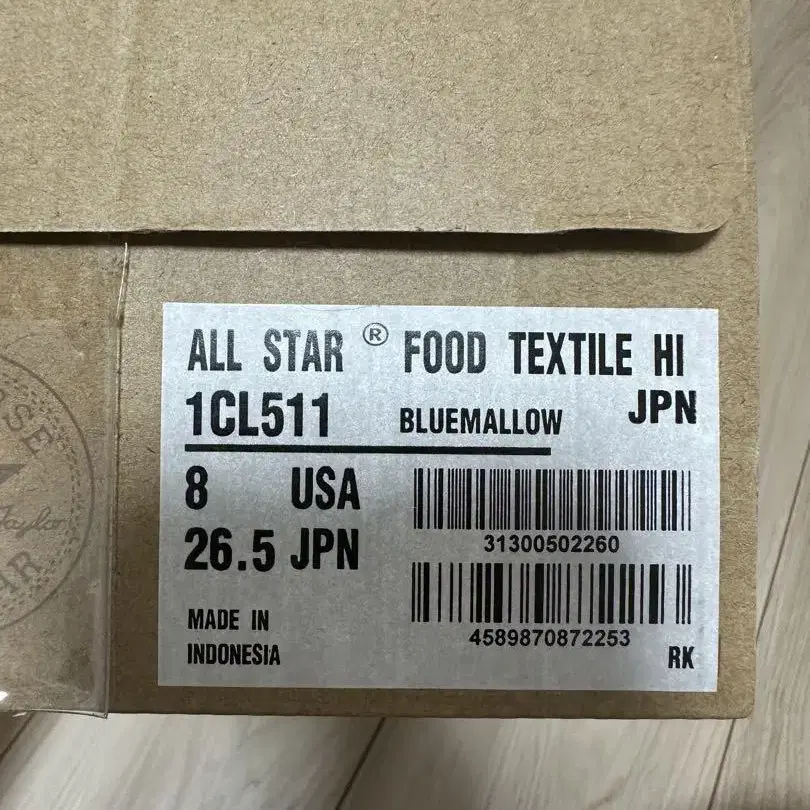 ALL STAR ® FOOD TEXTILE HI
1CL511 BLUEMALLOW JPN
8 USA
26.5 JPN
31300502260
4589870872253
MADE IN
INDONESIA
RK